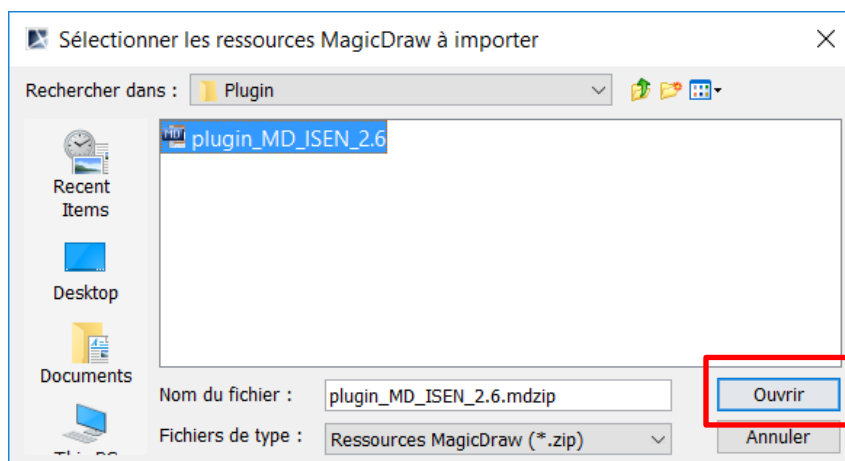 Sélectionner les ressources MagicDraw à importer
Rechercher dans :
Plugin
plugin_MD_ISEN_2.6
Recent
Items
Desktop
Documents
Nom du fichier :
plugin_MD_ISEN_2.6.mdzip
Ouvrir
Fichiers de type :
Ressources MagicDraw (*.zip)
Annuler